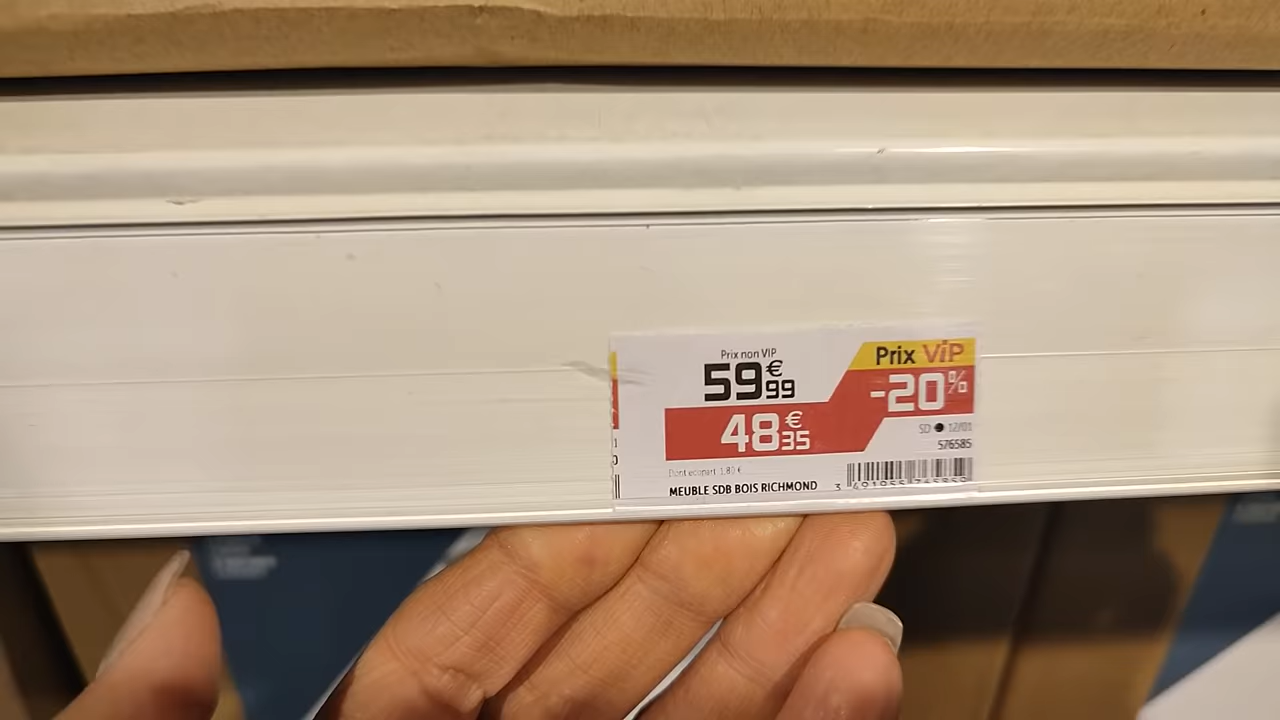 Prix non VIP
59€99
Prix ViP
-20%
48€35
SD ● 12/01
576585
Dont ecopart 1,80 €
MEUBLE SDB BOIS RICHMOND